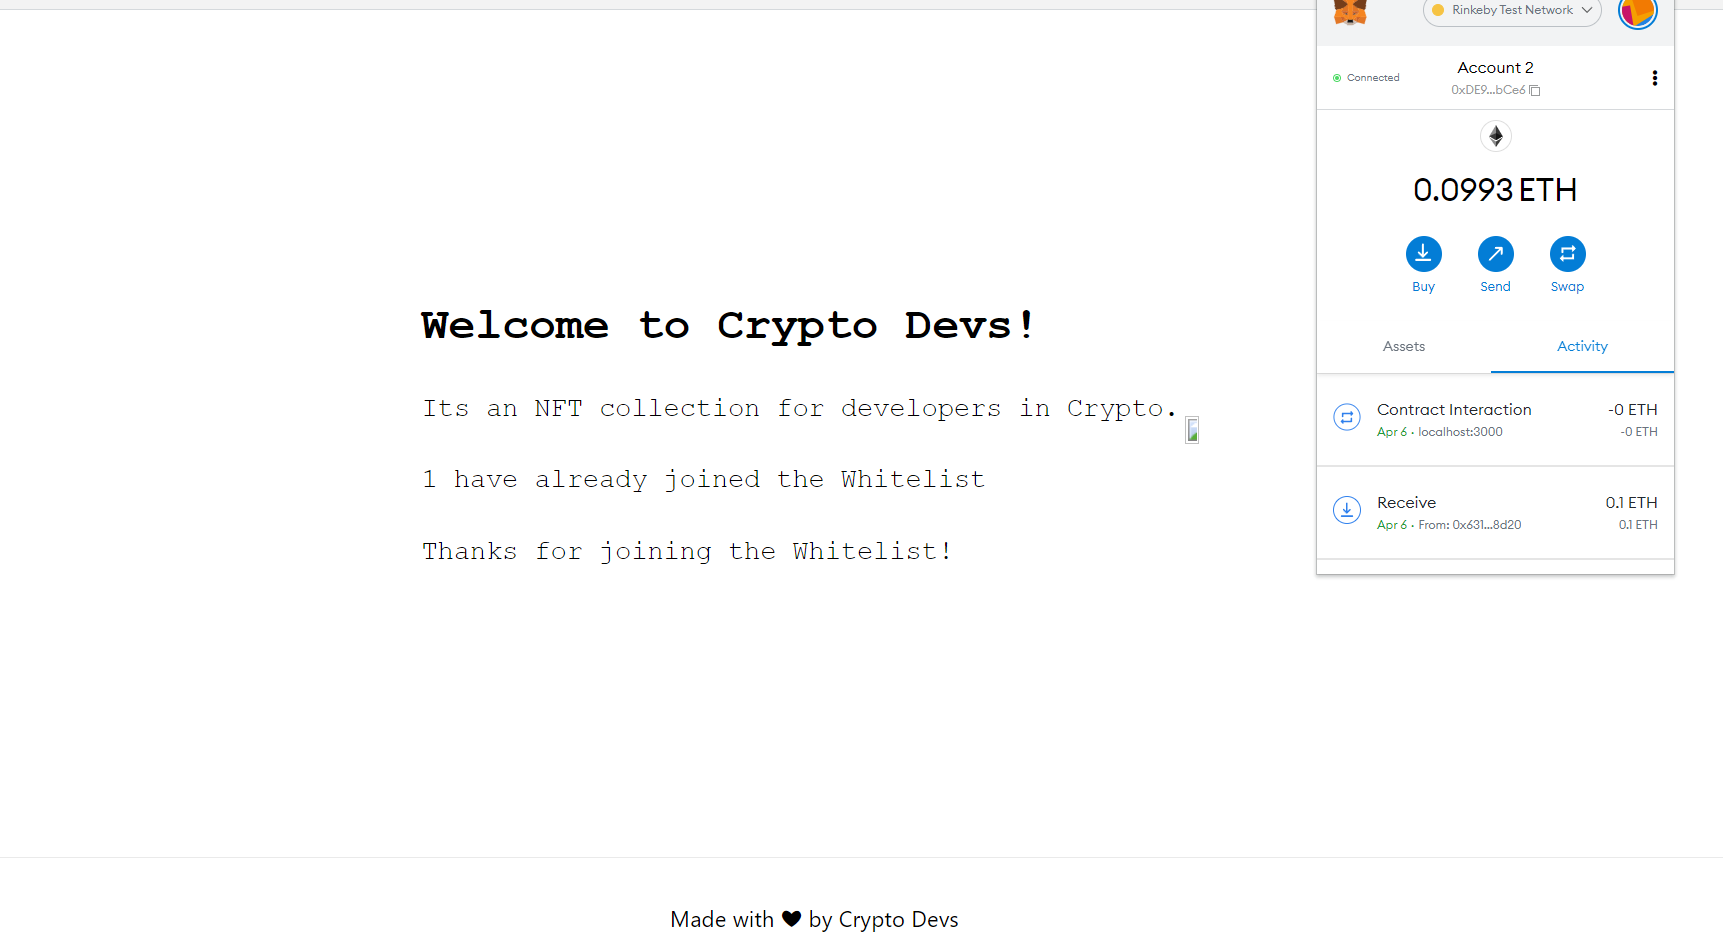 Rinkeby Test Network
Connected
Account 2
0xDE9...bCe6
0.0993 ETH
Buy
Send
Swap
Assets
Activity
Contract Interaction
-0 ETH
Apr 6 · localhost:3000
-0 ETH
Receive
0.1 ETH
Apr 6 · From: 0x631...8d20
0.1 ETH
Welcome to Crypto Devs!
Its an NFT collection for developers in Crypto.
1 have already joined the Whitelist
Thanks for joining the Whitelist!
Made with ❤ by Crypto Devs